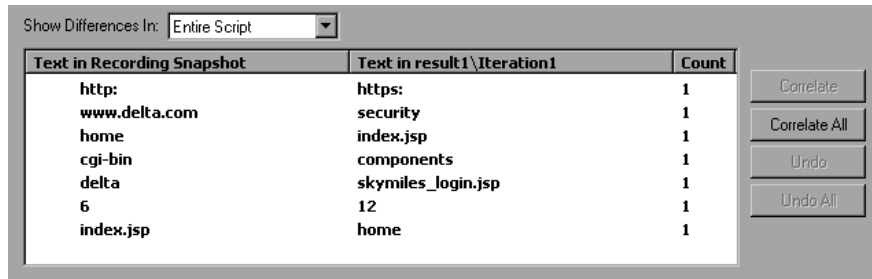 Show Differences In: Entire Script
Text in Recording Snapshot Text in result1\Iteration1 Count
http: https: 1
www.delta.com security 1
home index.jsp 1
cgi-bin components 1
delta skymiles_login.jsp 1
6 12 1
index.jsp home 1
Correlate
Correlate All
Undo
Undo All